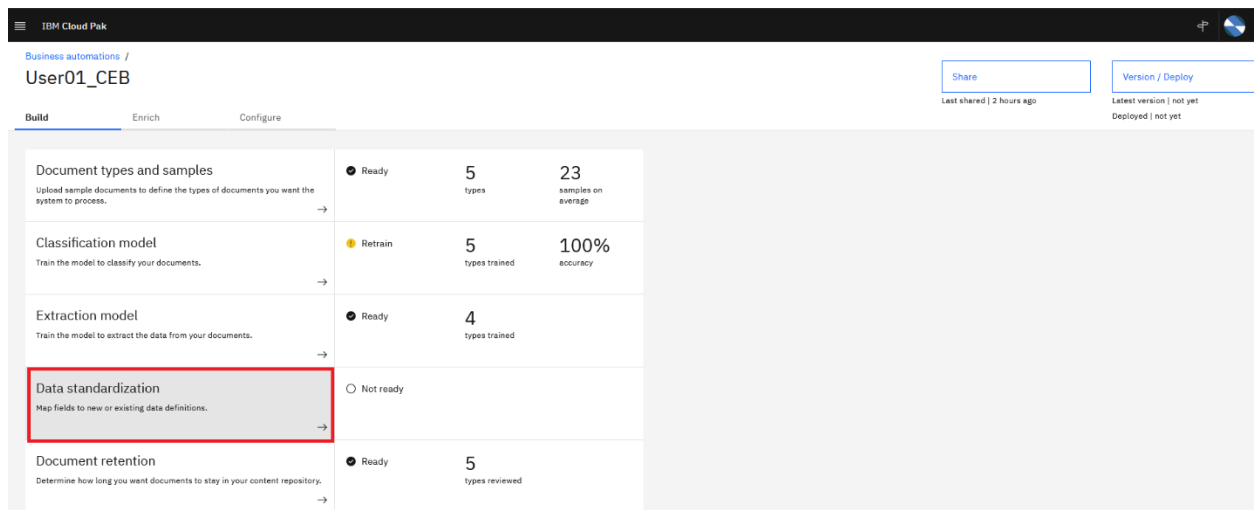 IBM Cloud Pak
Business automations /
User01_CEB
Share
Last shared | 2 hours ago
Version / Deploy
Latest version | not yet
Deployed | not yet
Build
Enrich
Configure
Document types and samples
Upload sample documents to define the types of documents you want the
system to process.
Ready
5
types
23
samples on
average
Classification model
Train the model to classify your documents.
Retrain
5
types trained
100%
accuracy
Extraction model
Train the model to extract the data from your documents.
Ready
4
types trained
Data standardization
Map fields to new or existing data definitions.
Not ready
Document retention
Determine how long you want documents to stay in your content repository.
Ready
5
types reviewed